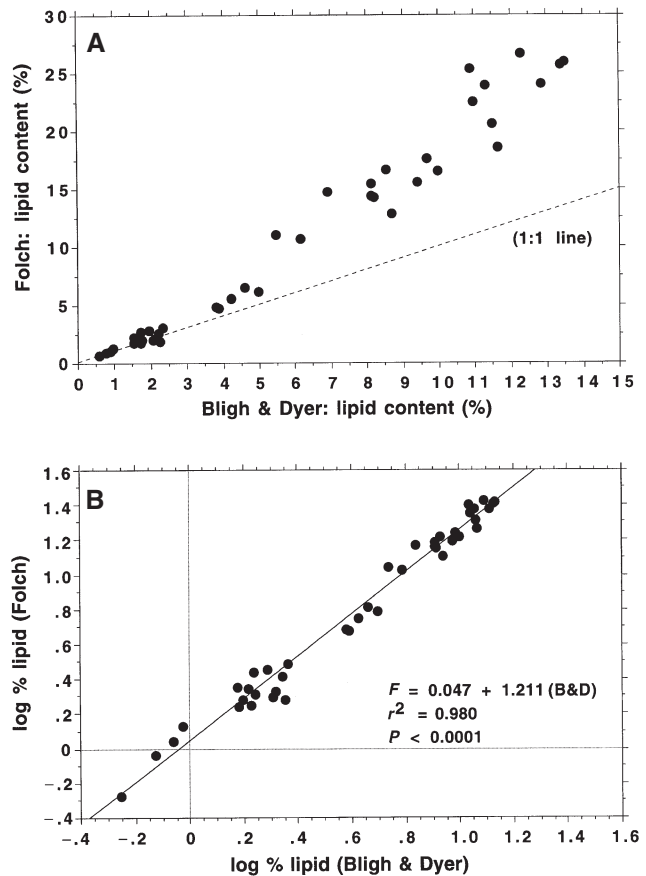 A
30
25
20
15
10
5
0
Folch: lipid content (%)
(1:1 line)
0 1 2 3 4 5 6 7 8 9 10 11 12 13 14 15
Bligh & Dyer: lipid content (%)
B
1.6
1.4
1.2
1.0
.8
.6
.4
.2
0
-.2
-.4
log % lipid (Folch)
F = 0.047 + 1.211 (B&D)
r² = 0.980
P < 0.0001
-.4 -.2 0 .2 .4 .6 .8 1.0 1.2 1.4 1.6
log % lipid (Bligh & Dyer)